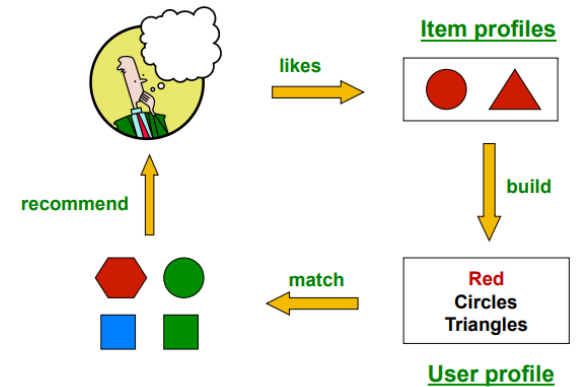 Item profiles
likes
build
recommend
match
Red
Circles
Triangles
User profile